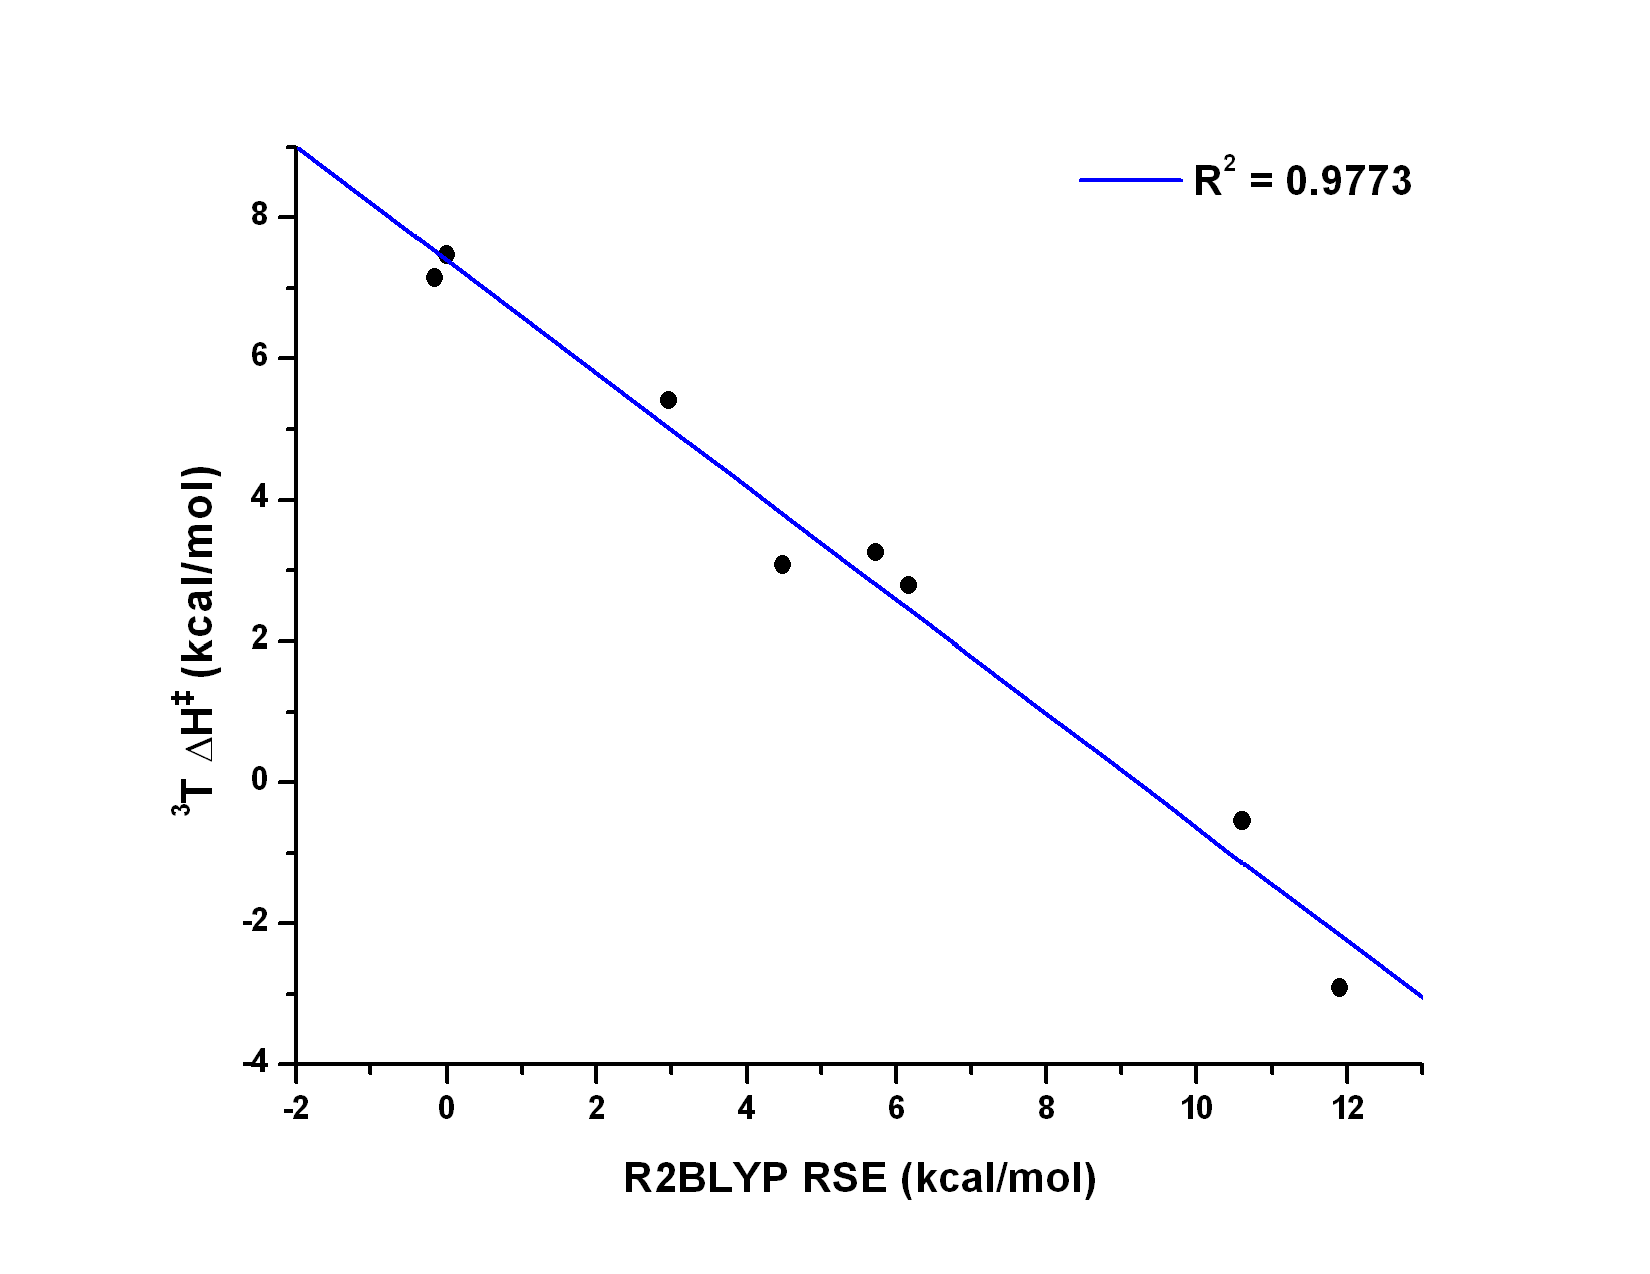 R² = 0.9773
8
6
4
2
0
-2
-4
³T ΔH‡ (kcal/mol)
-2 0 2 4 6 8 10 12
R2BLYP RSE (kcal/mol)